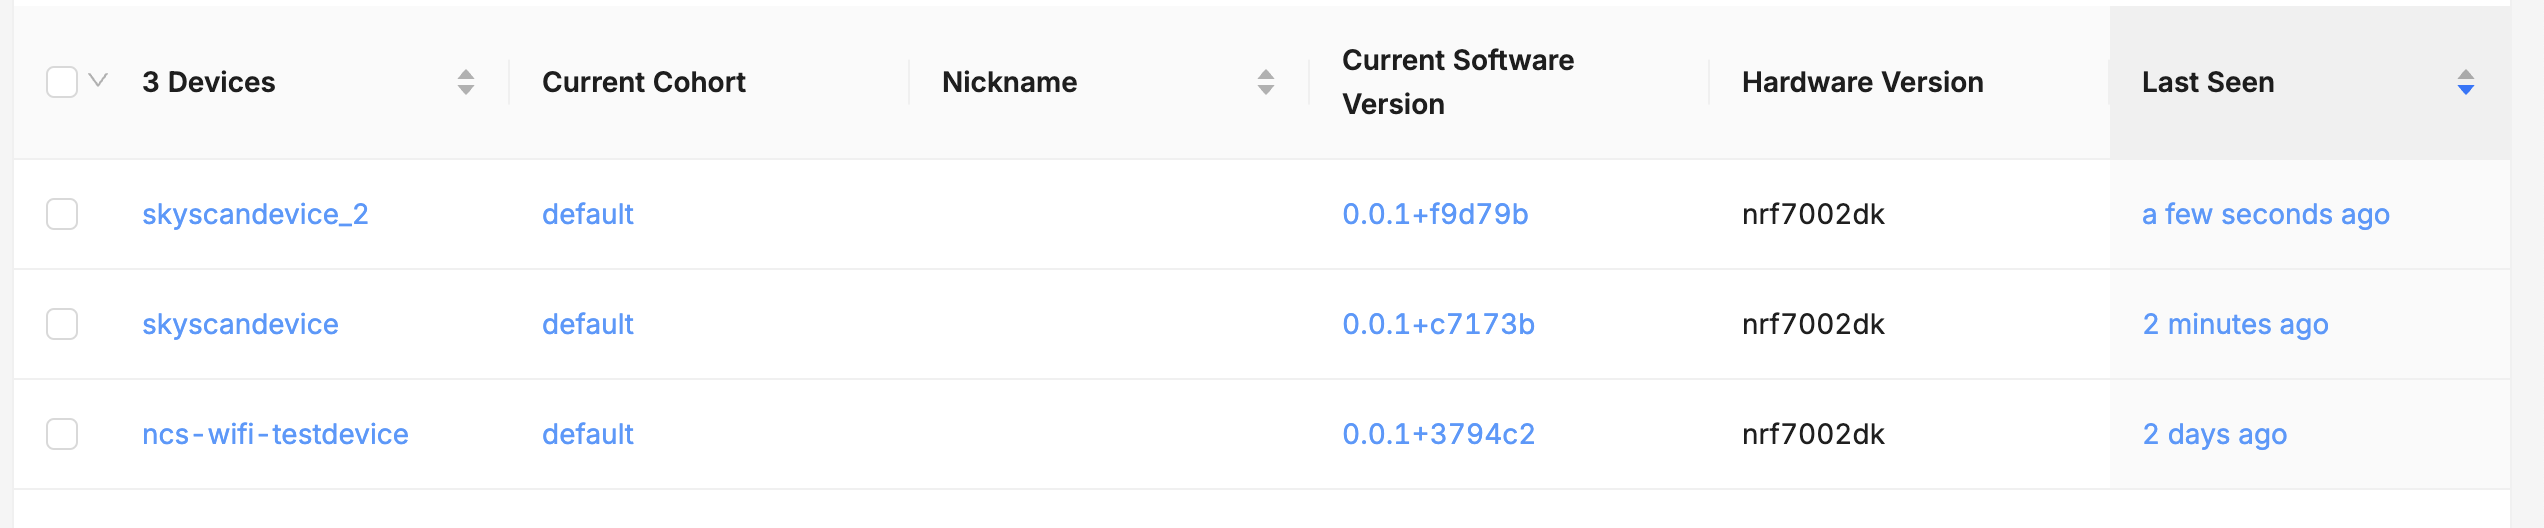 3 Devices
Current Cohort
Nickname
Current Software
Version
Hardware Version
Last Seen
skyscandevice_2 default 0.0.1+f9d79b nrf7002dk a few seconds ago
skyscandevice default 0.0.1+c7173b nrf7002dk 2 minutes ago
ncs-wifi-testdevice default 0.0.1+3794c2 nrf7002dk 2 days ago